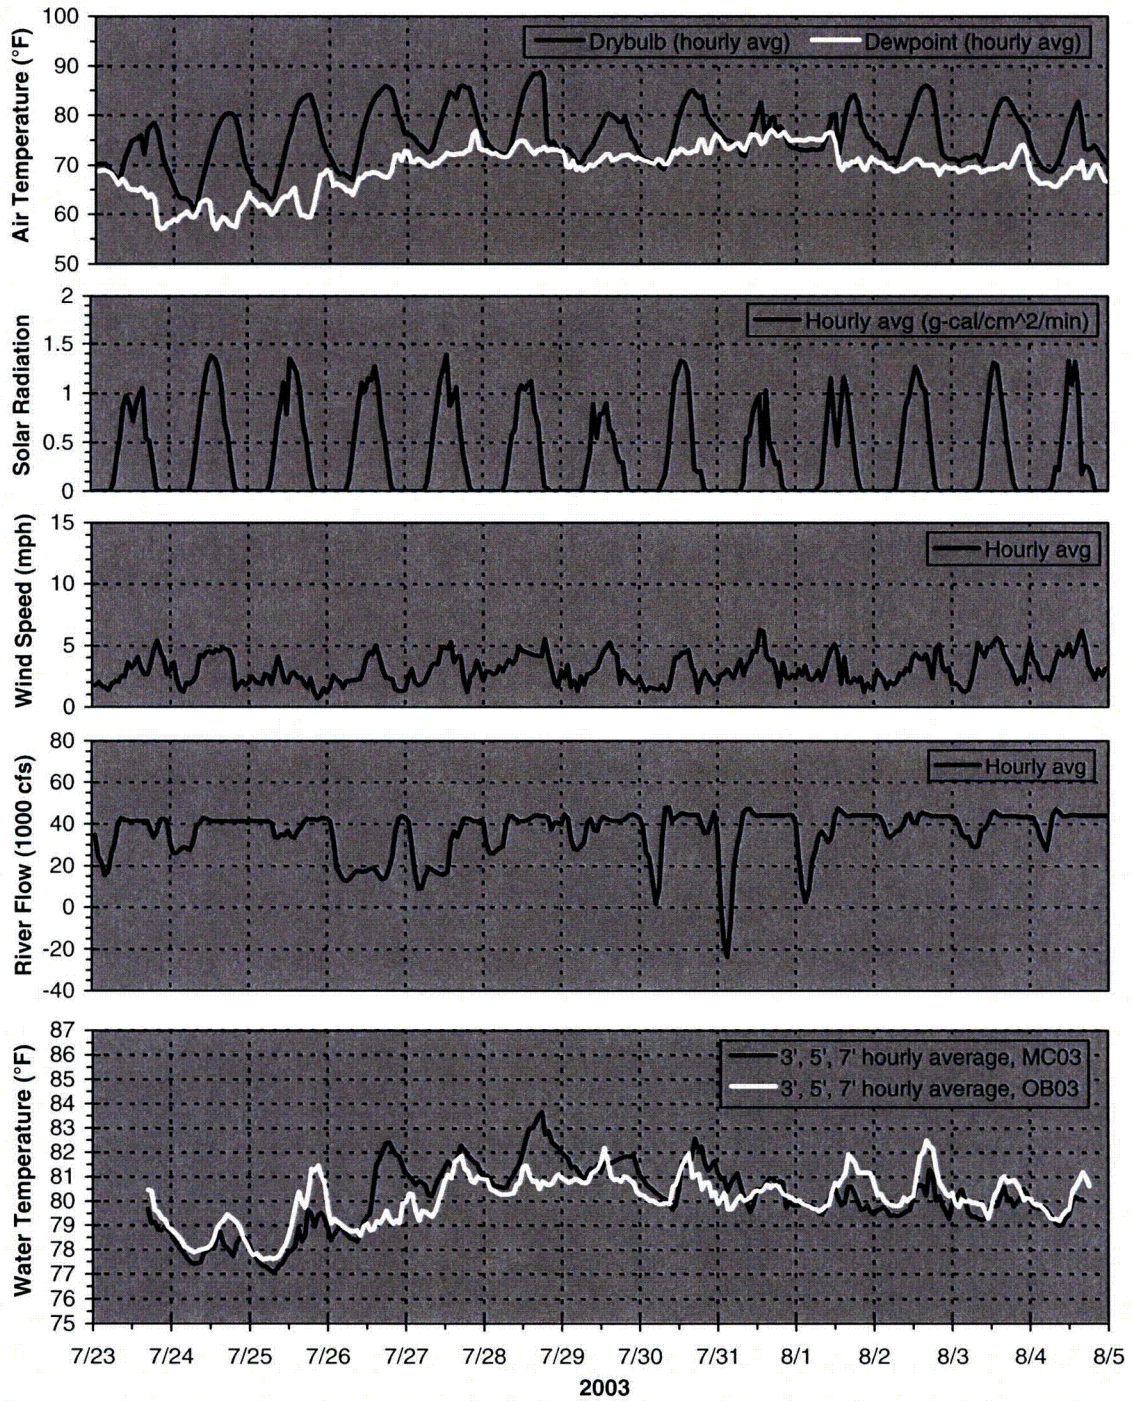 Air Temperature (°F)
100
90
80
70
60
50
Drybulb (hourly avg)
Dewpoint (hourly avg)
Solar Radiation
2
1.5
1
0.5
0
Hourly avg (g-cal/cm^2/min)
Wind Speed (mph)
15
10
5
0
Hourly avg
River Flow (1000 cfs)
80
60
40
20
0
-20
-40
Hourly avg
Water Temperature (°F)
87
86
85
84
83
82
81
80
79
78
77
76
75
3', 5', 7' hourly average, MC03
3', 5', 7' hourly average, OB03
7/23 7/24 7/25 7/26 7/27 7/28 7/29 7/30 7/31 8/1 8/2 8/3 8/4 8/5
2003